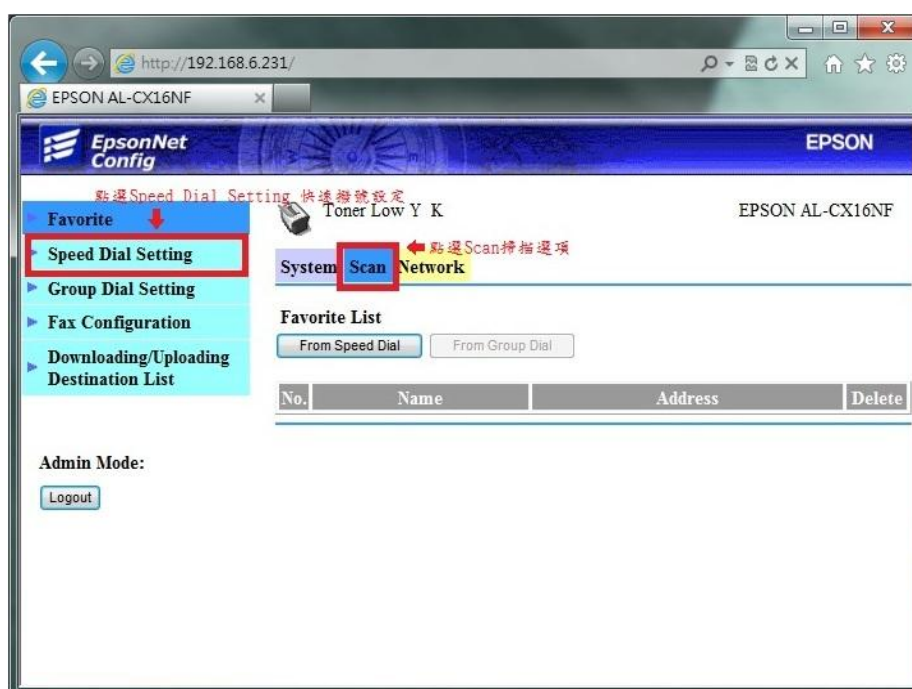 http://192.168.6.231/
EPSON AL-CX16NF
EpsonNet
Config
EPSON
點選Speed Dial Setting 快速撥號設定
Favorite
Toner Low Y K
EPSON AL-CX16NF
Speed Dial Setting
點選Scan掃描選項
System Scan Network
Group Dial Setting
Fax Configuration
Downloading/Uploading
Destination List
Favorite List
From Speed Dial From Group Dial
No. Name Address Delete
Admin Mode:
Logout